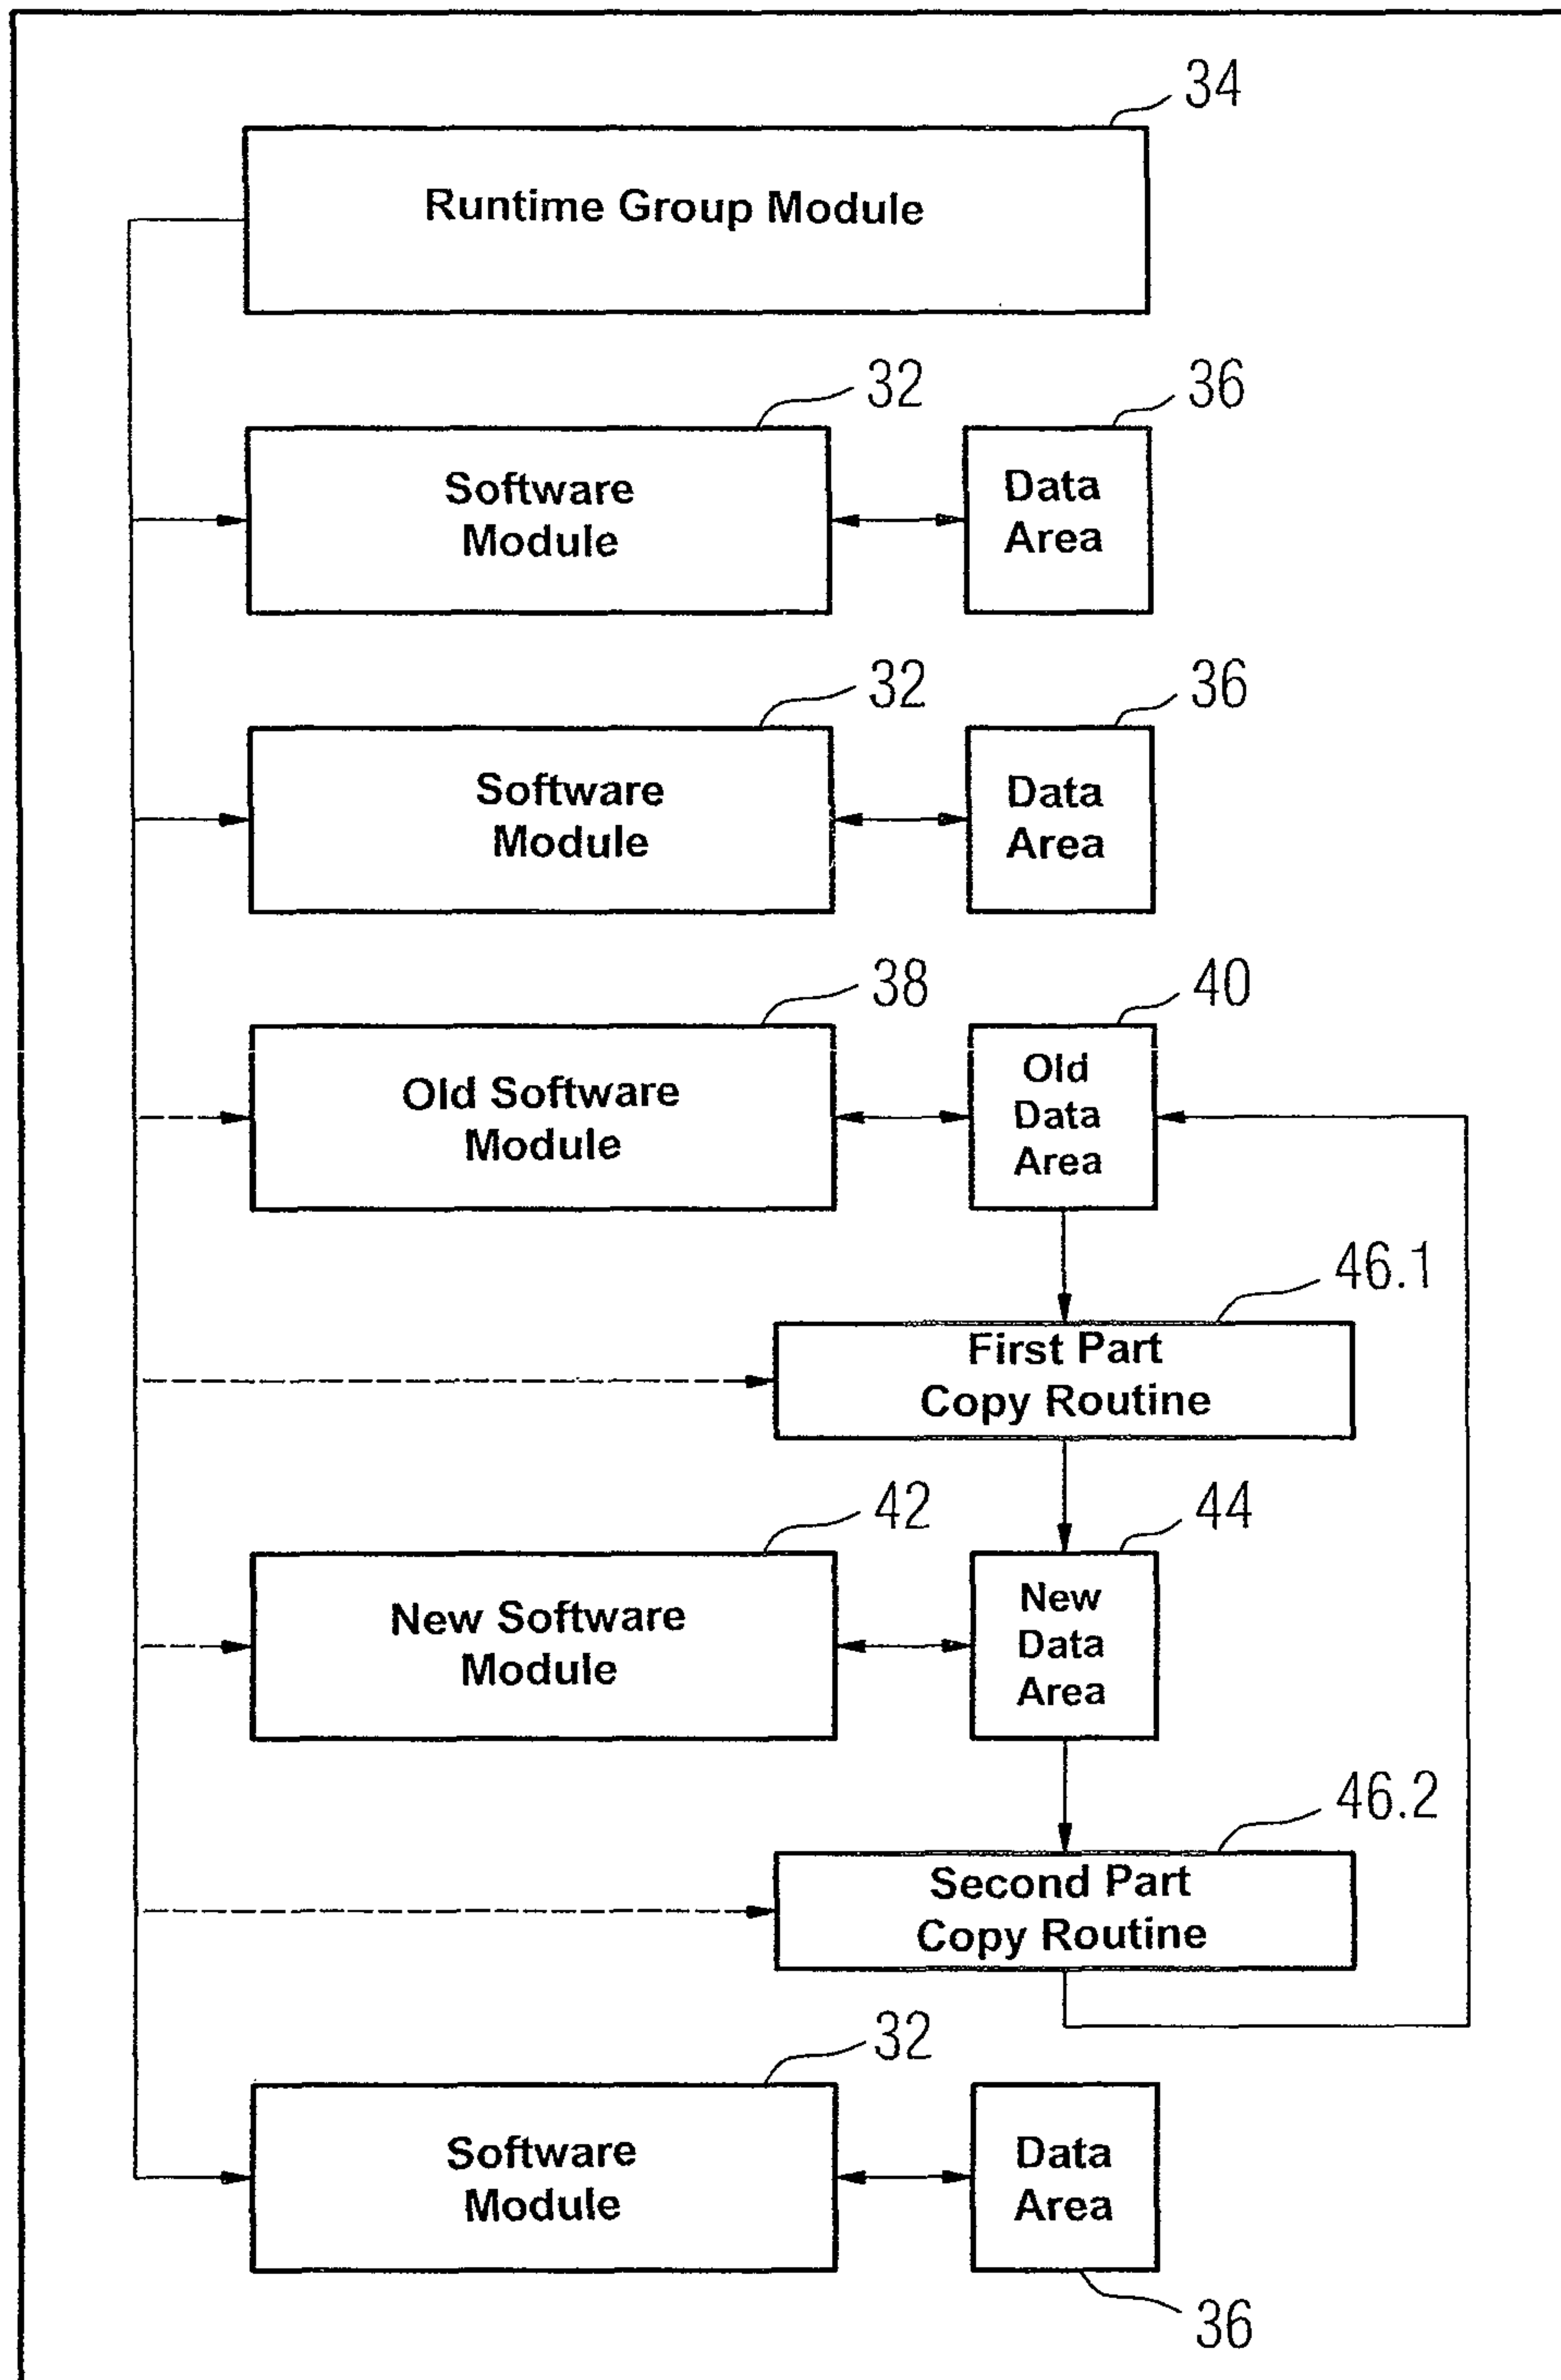 34
Runtime Group Module
32
36
Software
Module
Data
Area
32
36
Software
Module
Data
Area
38
40
Old Software
Module
Old
Data
Area
46.1
First Part
Copy Routine
42
44
New Software
Module
New
Data
Area
46.2
Second Part
Copy Routine
32
Software
Module
Data
Area
36